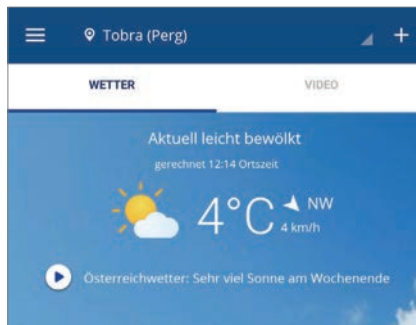 Tobra (Perg)
WETTER
VIDEO
Aktuell leicht bewölkt
gerechnet 12:14 Ortszeit
4°C NW
4 km/h
Österreichwetter: Sehr viel Sonne am Wochenende